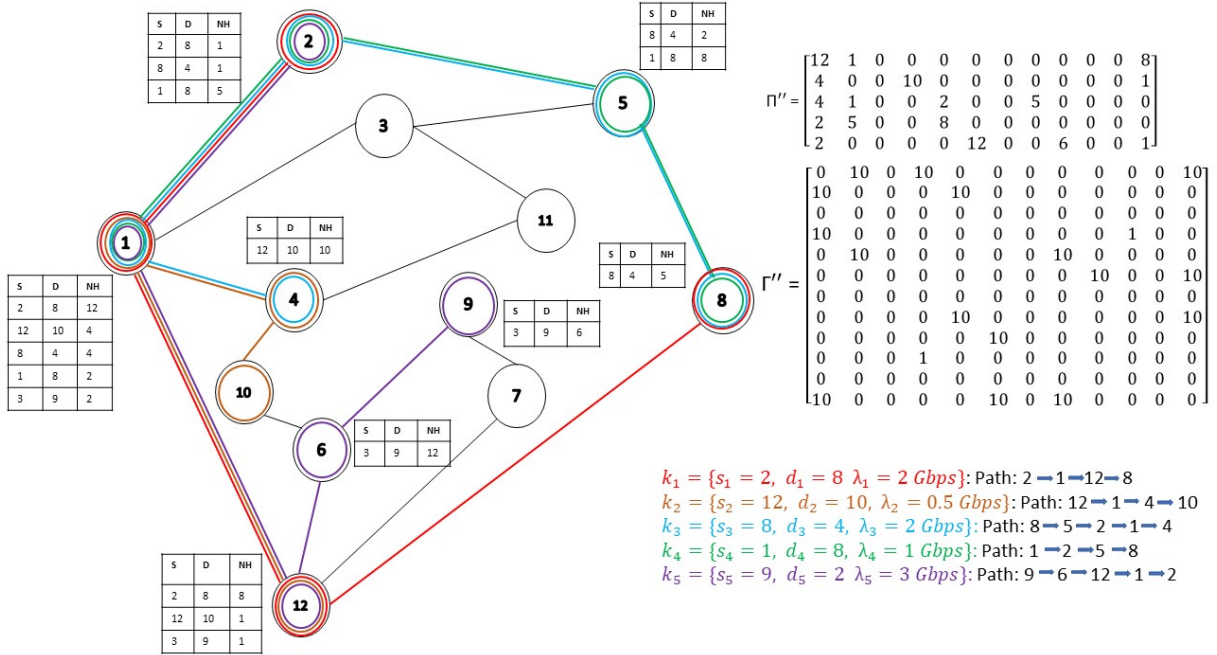 S D NH
2 8 1
8 4 1
1 8 5
2
S D NH
8 4 2
1 8 8
5
3
11
1
S D NH
12 10 10
4
S D NH
8 4 5
8
S D NH
2 8 12
12 10 4
8 4 4
1 8 2
3 9 2
9
S D NH
3 9 6
10
7
6
S D NH
3 9 12
S D NH
2 8 8
12 10 1
3 9 1
12
Π′′ =
12 1 0 0 0 0 0 0 0 0 0 8
4 0 0 10 0 0 0 0 0 0 0 1
4 1 0 0 2 0 0 5 0 0 0 0
2 5 0 0 8 0 0 0 0 0 0 0
2 0 0 0 0 12 0 0 6 0 0 1
Γ′′ =
0 10 0 10 0 0 0 0 0 0 0 10
10 0 0 0 10 0 0 0 0 0 0 0
0 0 0 0 0 0 0 0 0 0 0 0
10 0 0 0 0 0 0 0 0 1 0 0
0 10 0 0 0 0 0 10 0 0 0 0
0 0 0 0 0 0 0 0 10 0 0 10
0 0 0 0 0 0 0 0 0 0 0 0
0 0 0 0 10 0 0 0 0 0 0 10
0 0 0 0 0 10 0 0 0 0 0 0
0 0 0 1 0 0 0 0 0 0 0 0
0 0 0 0 0 0 0 0 0 0 0 0
10 0 0 0 0 10 0 10 0 0 0 0
k₁ = {s₁ = 2, d₁ = 8 λ₁ = 2 Gbps}: Path: 2 → 1 → 12 → 8
k₂ = {s₂ = 12, d₂ = 10, λ₂ = 0.5 Gbps}: Path: 12 → 1 → 4 → 10
k₃ = {s₃ = 8, d₃ = 4, λ₃ = 2 Gbps}: Path: 8 → 5 → 2 → 1 → 4
k₄ = {s₄ = 1, d₄ = 8, λ₄ = 1 Gbps}: Path: 1 → 2 → 5 → 8
k₅ = {s₅ = 9, d₅ = 2 λ₅ = 3 Gbps}: Path: 9 → 6 → 12 → 1 → 2